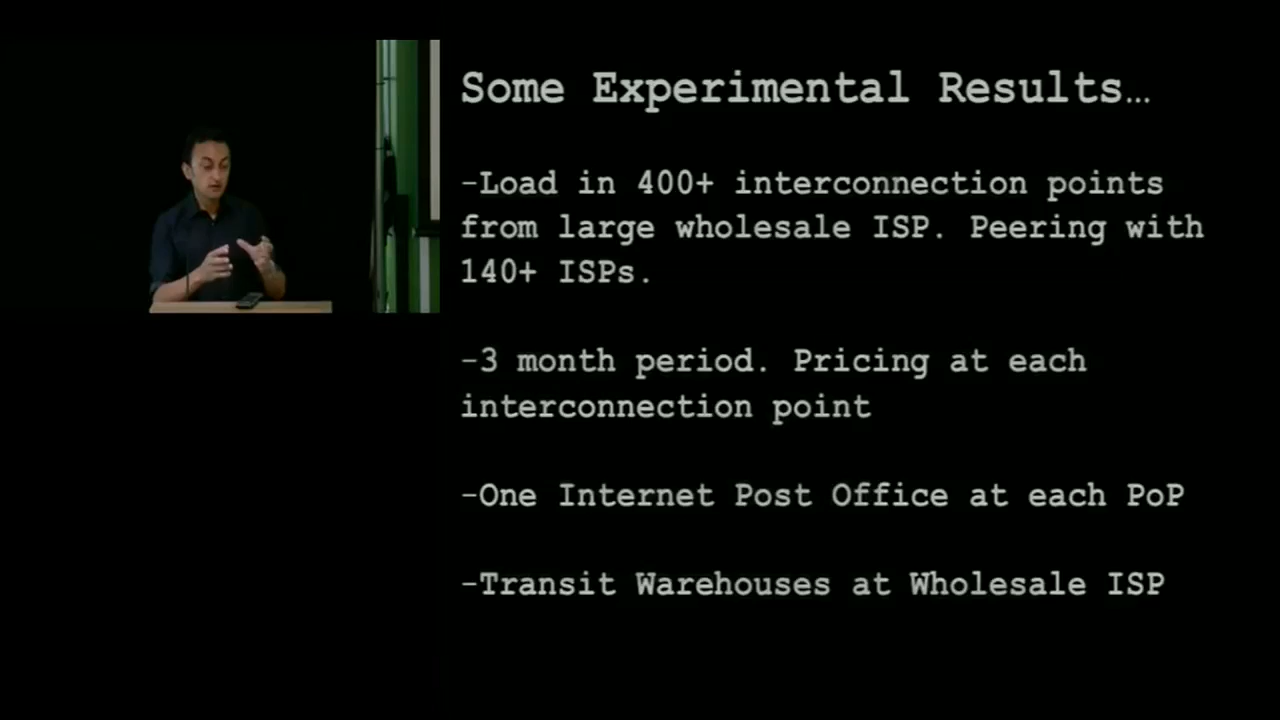 Some Experimental Results…
-Load in 400+ interconnection points
from large wholesale ISP. Peering with
140+ ISPs.
-3 month period. Pricing at each
interconnection point
-One Internet Post Office at each PoP
-Transit Warehouses at Wholesale ISP